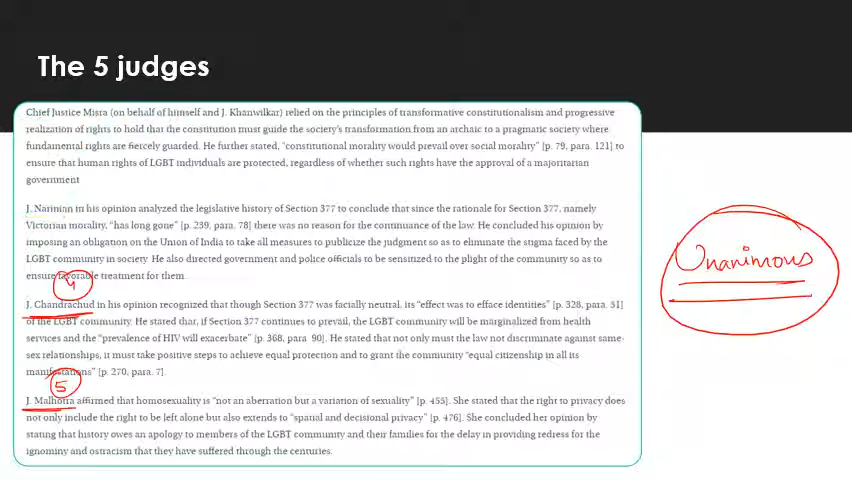 The 5 judges
Chief Justice Misra (on behalf of himself and J. Khanwilkar) relied on the principles of transformative constitutionalism and progressive
realization of rights to hold that the constitution must guide the society's transformation from an archaic to a pragmatic society where
fundamental rights are fiercely guarded. He further stated, "constitutional morality would prevail over social morality" [p. 79, para. 121] to
ensure that human rights of LGBT individuals are protected, regardless of whether such rights have the approval of a majoritarian
government
J. Nariman in his opinion analyzed the legislative history of Section 377 to conclude that since the rationale for Section 377, namely
Victorian morality, "has long gone" [p. 239, para. 78] there was no reason for the continuance of the law. He concluded his opinion by
imposing an obligation on the Union of India to take all measures to publicize the judgment so as to eliminate the stigma faced by the
LGBT community in society. He also directed government and police officials to be sensitized to the plight of the community so as to
ensure favorable treatment for them.
4
J. Chandrachud in his opinion recognized that though Section 377 was facially neutral, its "effect was to efface identities" [p. 328, para. 51]
of the LGBT community. He stated that, if Section 377 continues to prevail, the LGBT community will be marginalized from health
services and the "prevalence of HIV will exacerbate" [p. 368, para. 90]. He stated that not only must the law not discriminate against same-
sex relationships, it must take positive steps to achieve equal protection and to grant the community "equal citizenship in all its
manifestations" [p. 270, para. 7].
5
J. Malhotra affirmed that homosexuality is "not an aberration but a variation of sexuality" [p. 455]. She stated that the right to privacy does
not only include the right to be left alone but also extends to "spatial and decisional privacy" [p. 476]. She concluded her opinion by
stating that history owes an apology to members of the LGBT community and their families for the delay in providing redress for the
ignominy and ostracism that they have suffered through the centuries.
Unanimous